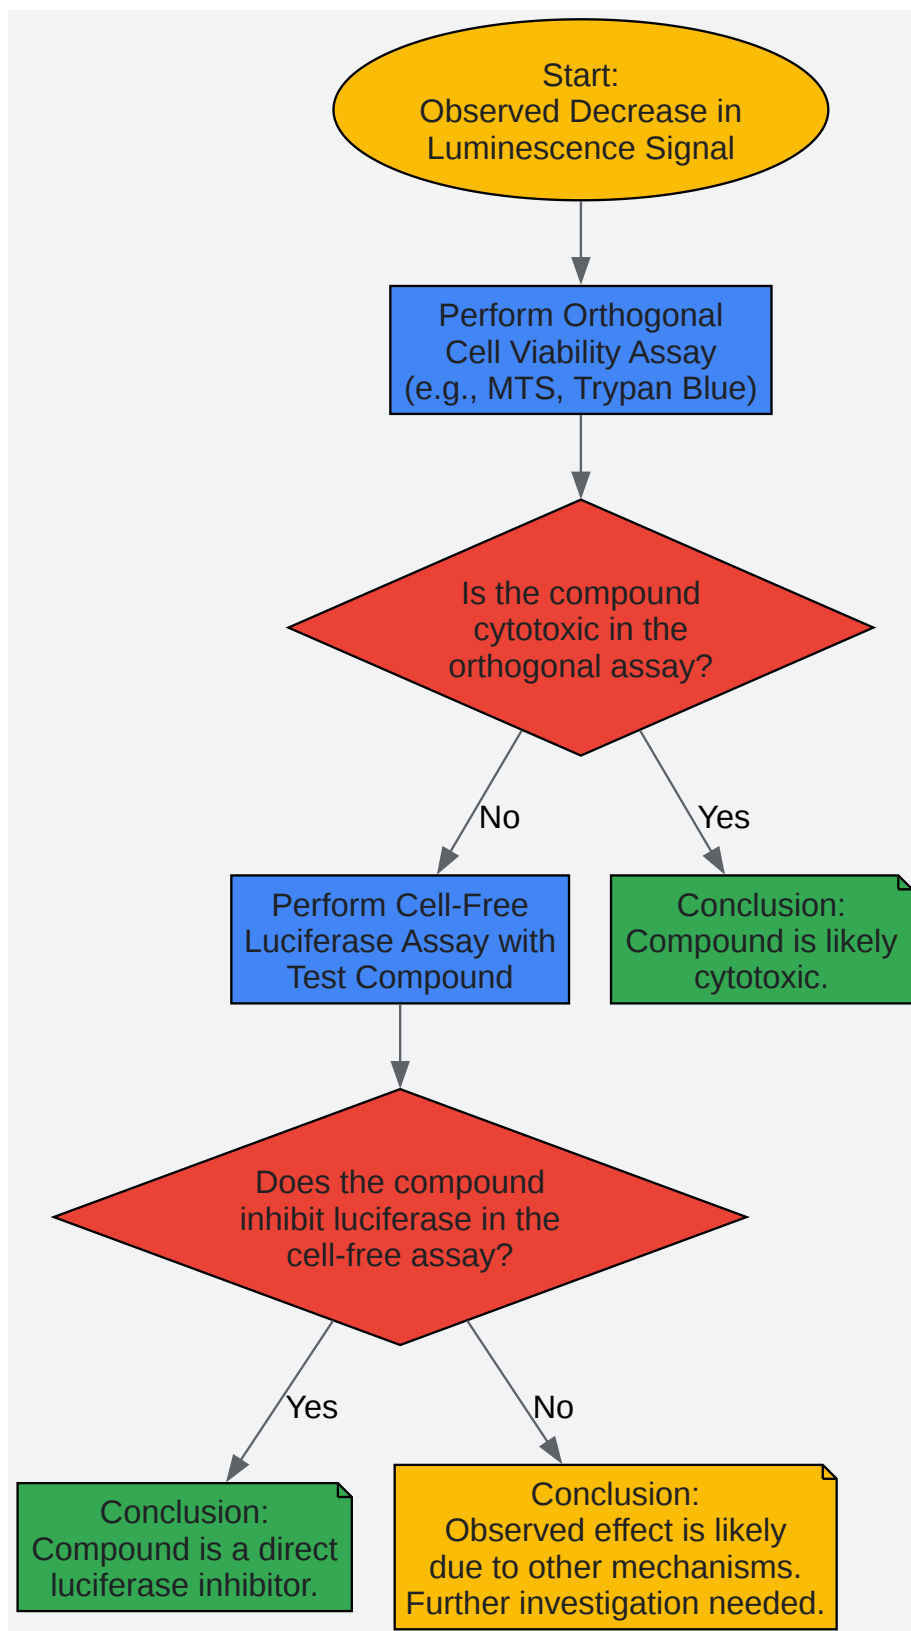 Start:
Observed Decrease in
Luminescence Signal
Perform Orthogonal
Cell Viability Assay
(e.g., MTS, Trypan Blue)
Is the compound
cytotoxic in the
orthogonal assay?
No
Yes
Perform Cell-Free
Luciferase Assay with
Test Compound
Conclusion:
Compound is likely
cytotoxic.
Does the compound
inhibit luciferase in the
cell-free assay?
Yes
No
Conclusion:
Compound is a direct
luciferase inhibitor.
Conclusion:
Observed effect is likely
due to other mechanisms.
Further investigation needed.